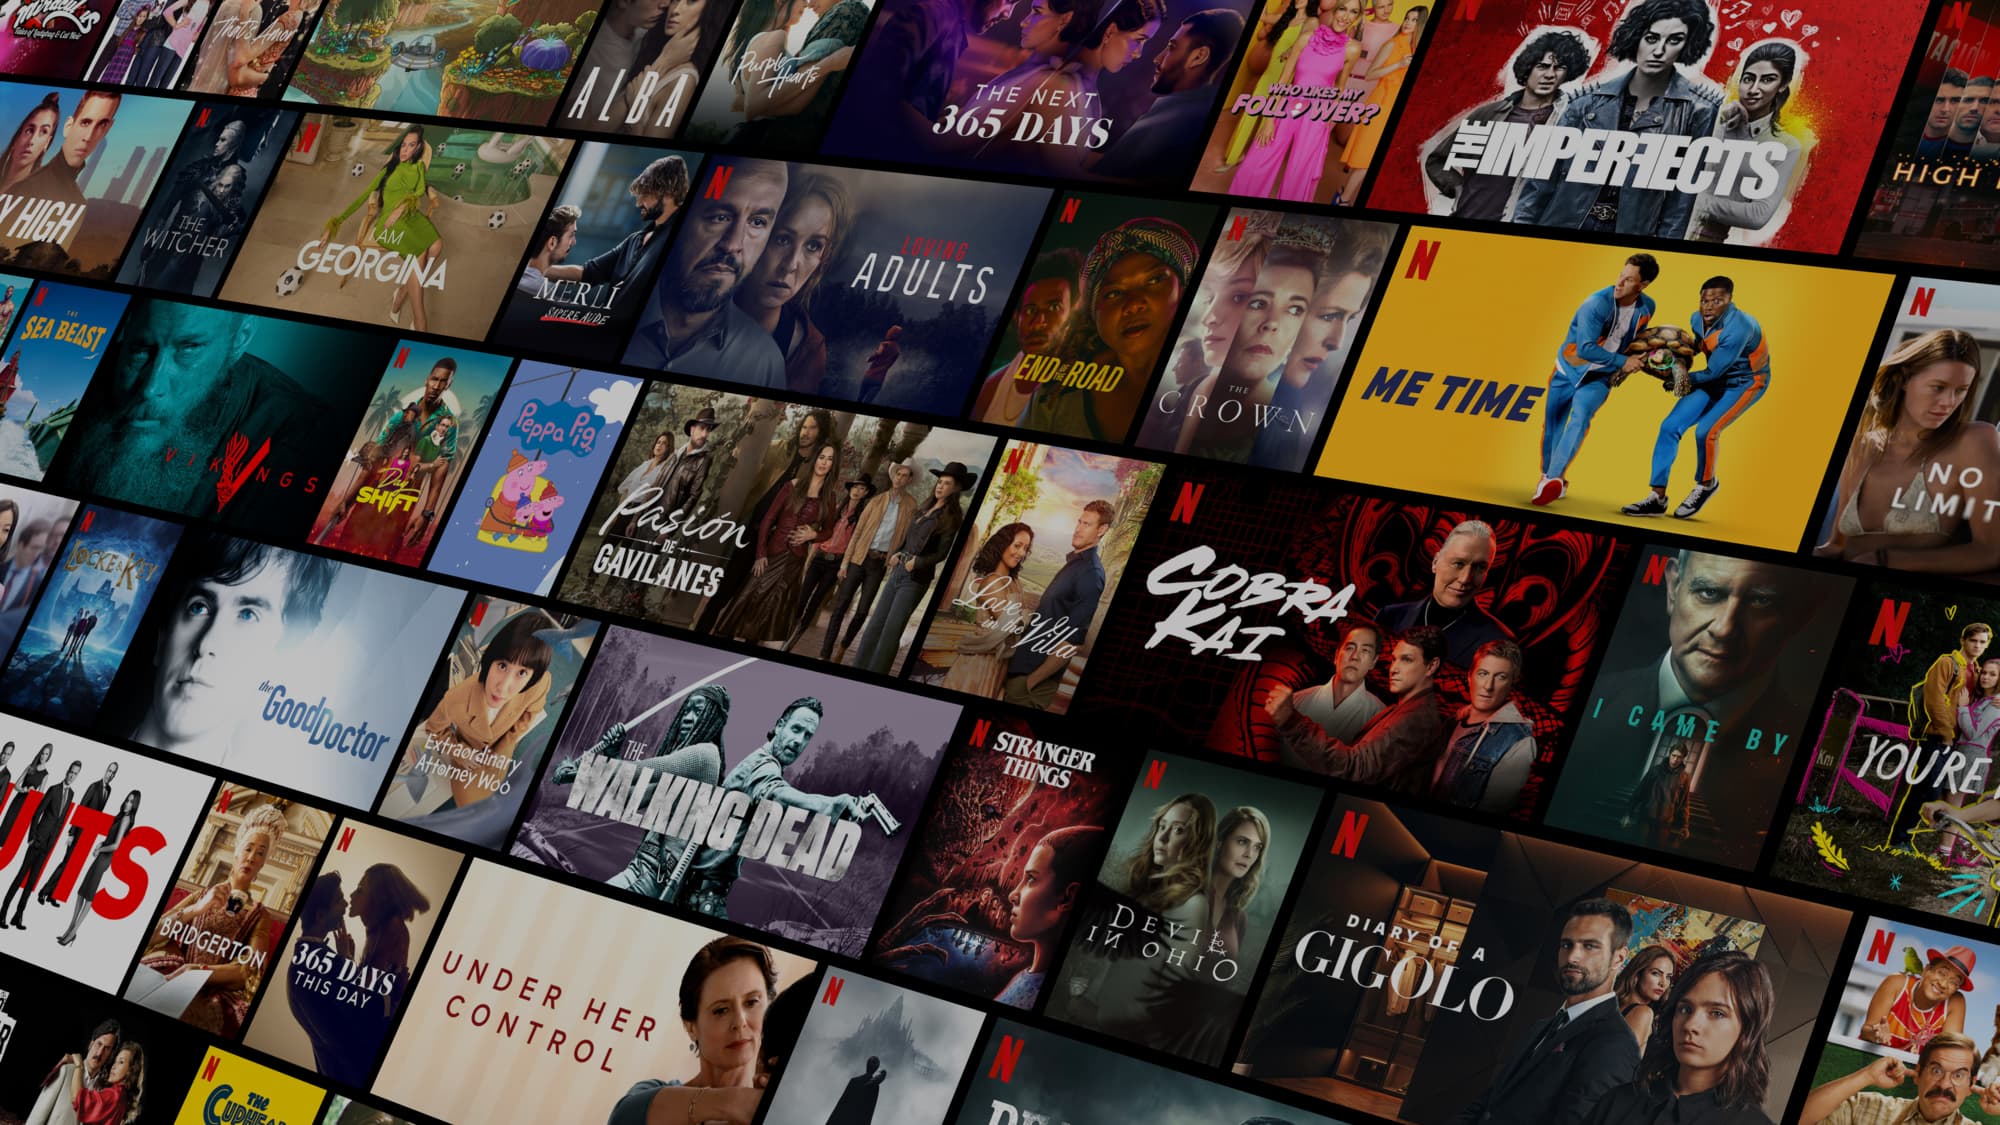 Miraculous
Tales of Ladybug & Cat Noir
That's Amor
ALBA
Purple
Hearts
THE NEXT
365 DAYS
WHO LIKES MY
FOLLOWER?
THE IMPERFECTS
HIGH
Y HIGH
THE
WITCHER
I AM
GEORGINA
MERLÍ
SAPERE AUDE
LOVING
ADULTS
END OF THE ROAD
THE
CROWN
ME TIME
NO
LIMIT
THE
SEA BEAST
VIKINGS
Day
SHIFT
Peppa Pig
Pasión
DE
GAVILANES
Love
in the Villa
COBRA
KAI
I CAME BY
YOU'RE
LOCKE & KEY
the
Good Doctor
Extraordinary
Attorney Woo
THE
WALKING DEAD
STRANGER
THINGS
DEVIL
IN OHIO
DIARY OF A
GIGOLO
UITS
BRIDGERTON
365 DAYS
THIS DAY
UNDER HER
CONTROL
THE
CUPHEAD